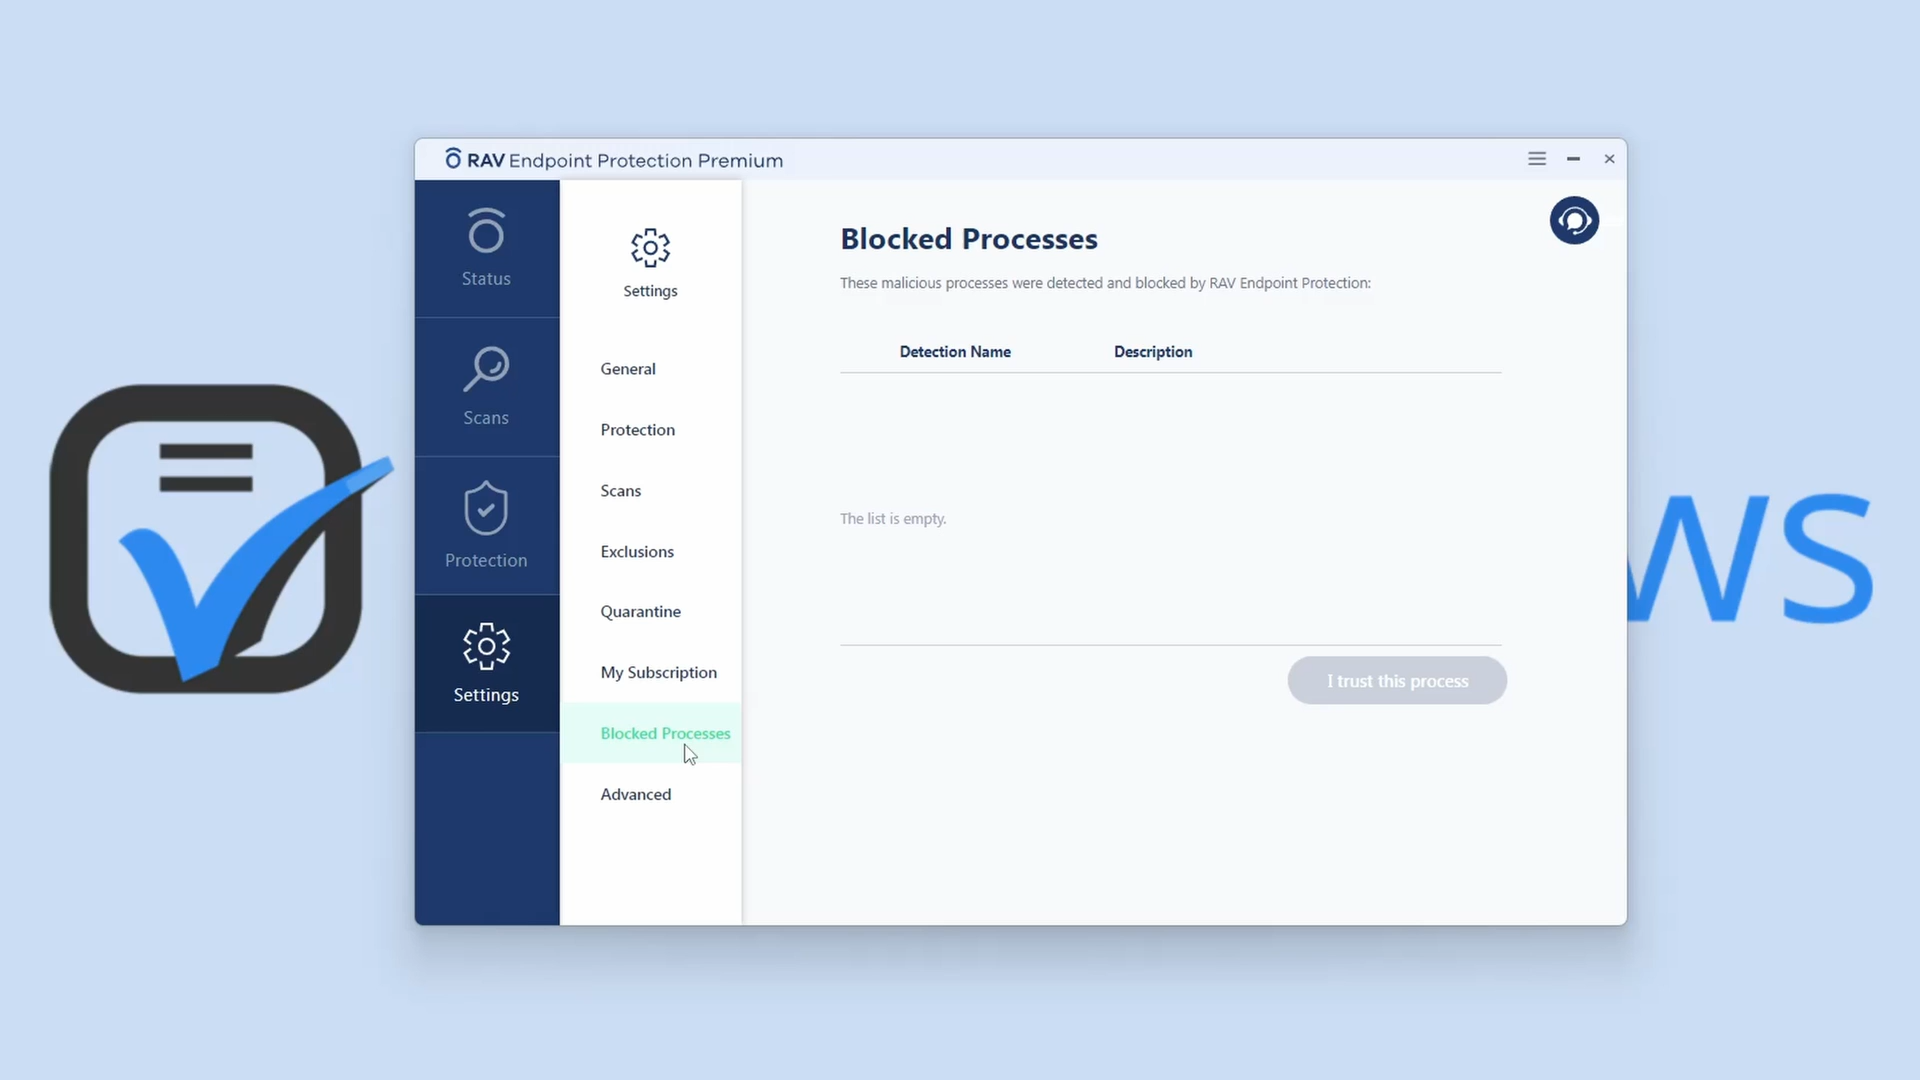 RAV Endpoint Protection Premium
Status
Scans
Protection
Settings
Settings
General
Protection
Scans
Exclusions
Quarantine
My Subscription
Blocked Processes
Advanced
Blocked Processes
These malicious processes were detected and blocked by RAV Endpoint Protection:
Detection Name Description
The list is empty.
I trust this process
ws